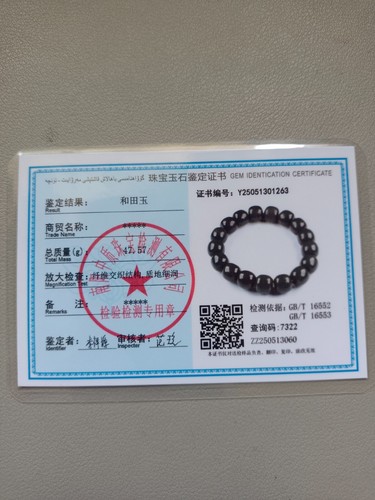 珠宝玉石鉴定证书 GEM IDENTICATION CERTIFICATE
鉴定结果: 和田玉
Result
证书编号: Y25051301263
商贸名称: *****
Trade Name
总质量(g) 47.57
Total Mass
放大检查: 纤维交织结构, 质地细润
Magnification Test
备 注: *****
Remarks
检验检测专用章
鉴定者:
Identifier
审核者:
Inspector
检测依据: GB/T 16552
GB/T 16553
查询码: 7322
ZZ250513060